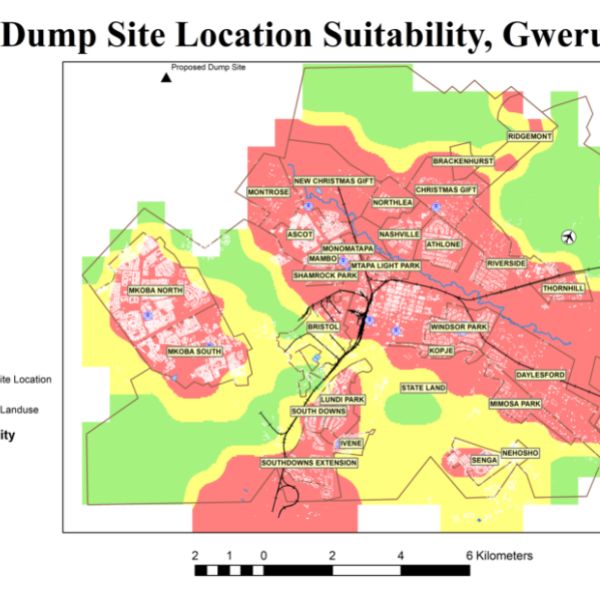 Dump Site Location Suitability, Gweru
Proposed Dump Site
RIDGEMONT
BRACKENHURST
NEW CHRISTMAS GIFT
MONTROSE
CHRISTMAS GIFT
NORTHLEA
ASCOT
NASHVILLE
ATHLONE
MONOMATAPA
MAMBO
MTAPA LIGHT PARK
RIVERSIDE
SHAMROCK PARK
THORNHILL
MKOBA NORTH
BRISTOL
WINDSOR PARK
MKOBA SOUTH
KOPJE
DAYLESFORD
ite Location
STATE LAND
LUNDI PARK
MIMOSA PARK
Landuse
SOUTH DOWNS
ity
IVENE
NEHOSHO
SENGA
SOUTHDOWNS EXTENSION
2 1 0 2 4 6 Kilometers